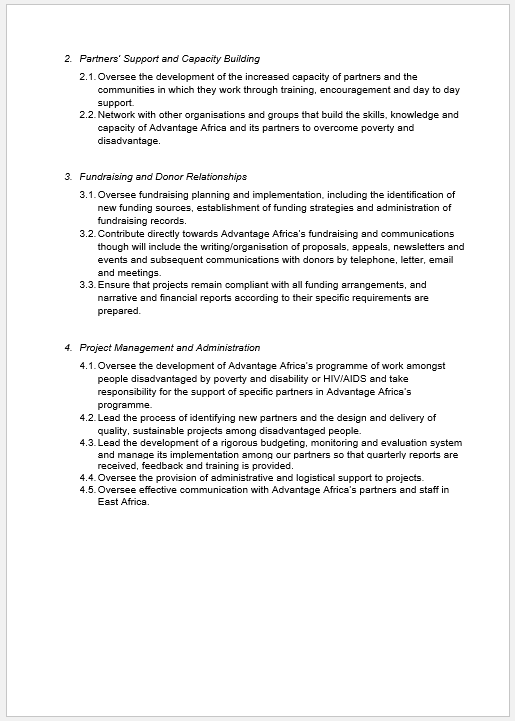 2. Partners' Support and Capacity Building
2.1. Oversee the development of the increased capacity of partners and the
communities in which they work through training, encouragement and day to day
support.
2.2. Network with other organisations and groups that build the skills, knowledge and
capacity of Advantage Africa and its partners to overcome poverty and
disadvantage.
3. Fundraising and Donor Relationships
3.1. Oversee fundraising planning and implementation, including the identification of
new funding sources, establishment of funding strategies and administration of
fundraising records.
3.2. Contribute directly towards Advantage Africa's fundraising and communications
though will include the writing/organisation of proposals, appeals, newsletters and
events and subsequent communications with donors by telephone, letter, email
and meetings.
3.3. Ensure that projects remain compliant with all funding arrangements, and
narrative and financial reports according to their specific requirements are
prepared.
4. Project Management and Administration
4.1. Oversee the development of Advantage Africa's programme of work amongst
people disadvantaged by poverty and disability or HIV/AIDS and take
responsibility for the support of specific partners in Advantage Africa's
programme.
4.2. Lead the process of identifying new partners and the design and delivery of
quality, sustainable projects among disadvantaged people.
4.3. Lead the development of a rigorous budgeting, monitoring and evaluation system
and manage its implementation among our partners so that quarterly reports are
received, feedback and training is provided.
4.4. Oversee the provision of administrative and logistical support to projects.
4.5. Oversee effective communication with Advantage Africa's partners and staff in
East Africa.